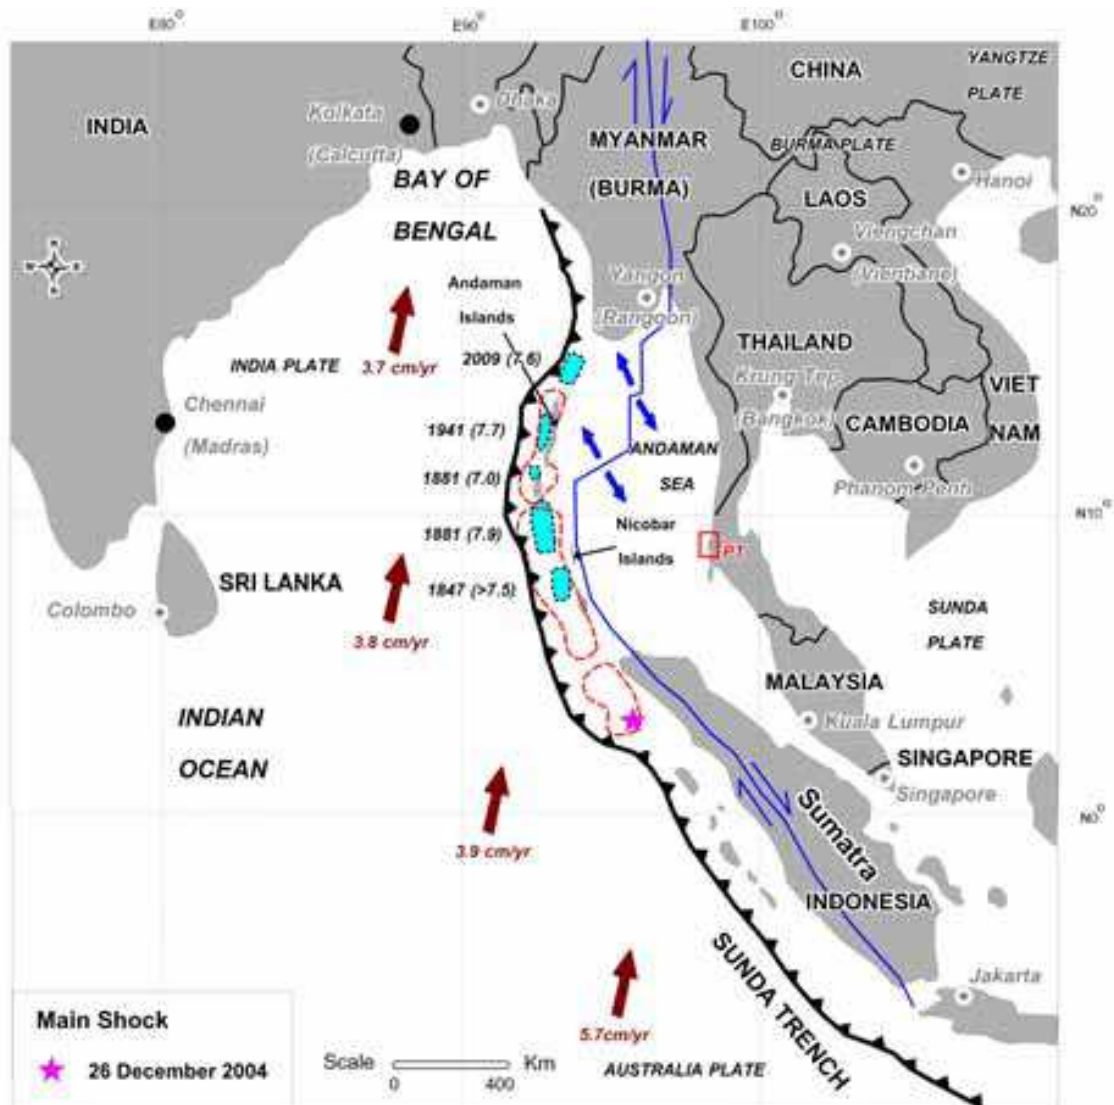 E80°
E90°
E100°
CHINA
YANGTZE
PLATE
INDIA
Kolkata
(Calcutta)
Dhaka
MYANMAR
(BURMA)
BURMA PLATE
Hanoi
BAY OF
BENGAL
LAOS
N20°
Viengchan
(Vientiane)
Andaman
Islands
Yangon
(Rangoon)
2009 (7.6)
THAILAND
INDIA PLATE
3.7 cm/yr
Krung Tep
(Bangkok)
VIET
NAM
Chennai
(Madras)
CAMBODIA
1941 (7.7)
ANDAMAN
SEA
1881 (7.0)
Phanom Penh
N10°
1881 (7.9)
Nicobar
Islands
PT
SRI LANKA
1847 (>7.5)
Colombo
SUNDA
PLATE
3.8 cm/yr
MALAYSIA
INDIAN
OCEAN
Kuala Lumpur
SINGAPORE
Singapore
Sumatra
N0°
3.9 cm/yr
INDONESIA
SUNDA TRENCH
Jakarta
Main Shock
5.7cm/yr
Scale
Km
0
400
26 December 2004
AUSTRALIA PLATE
N
S